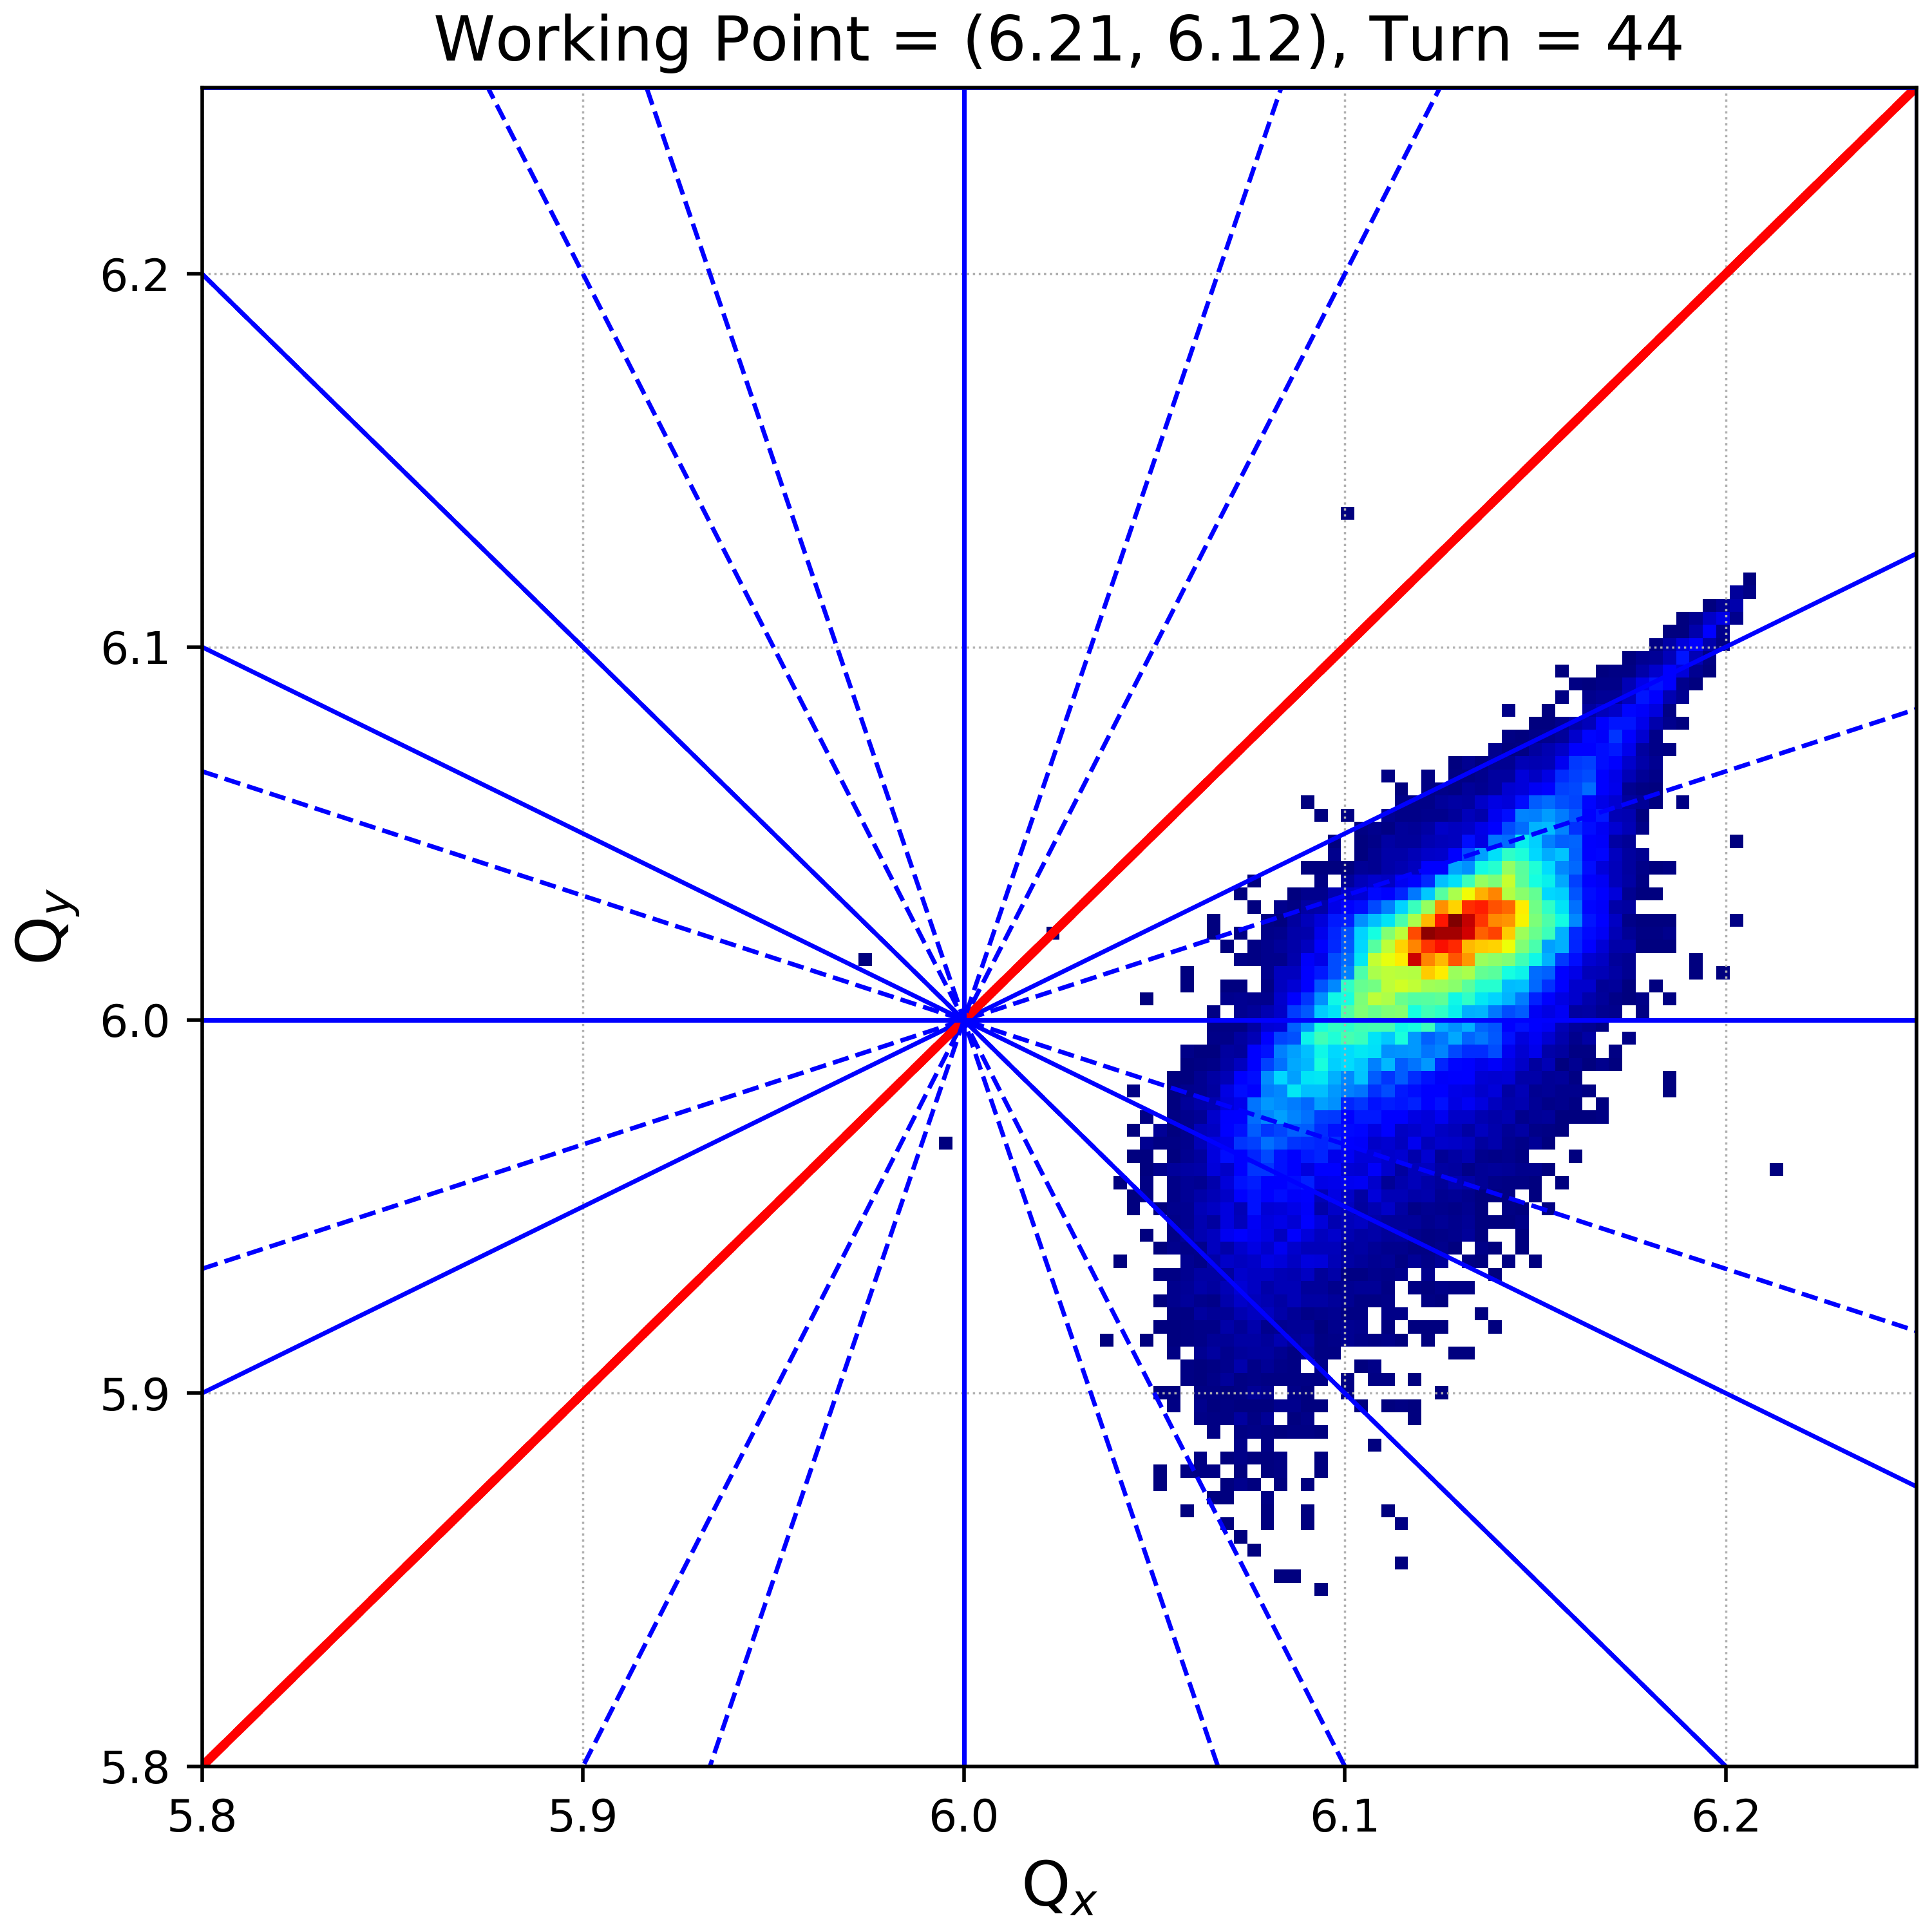 Working Point = (6.21, 6.12), Turn = 44
6.2
6.1
6.0
5.9
5.8
Qy
5.8 5.9 6.0 6.1 6.2
Qx